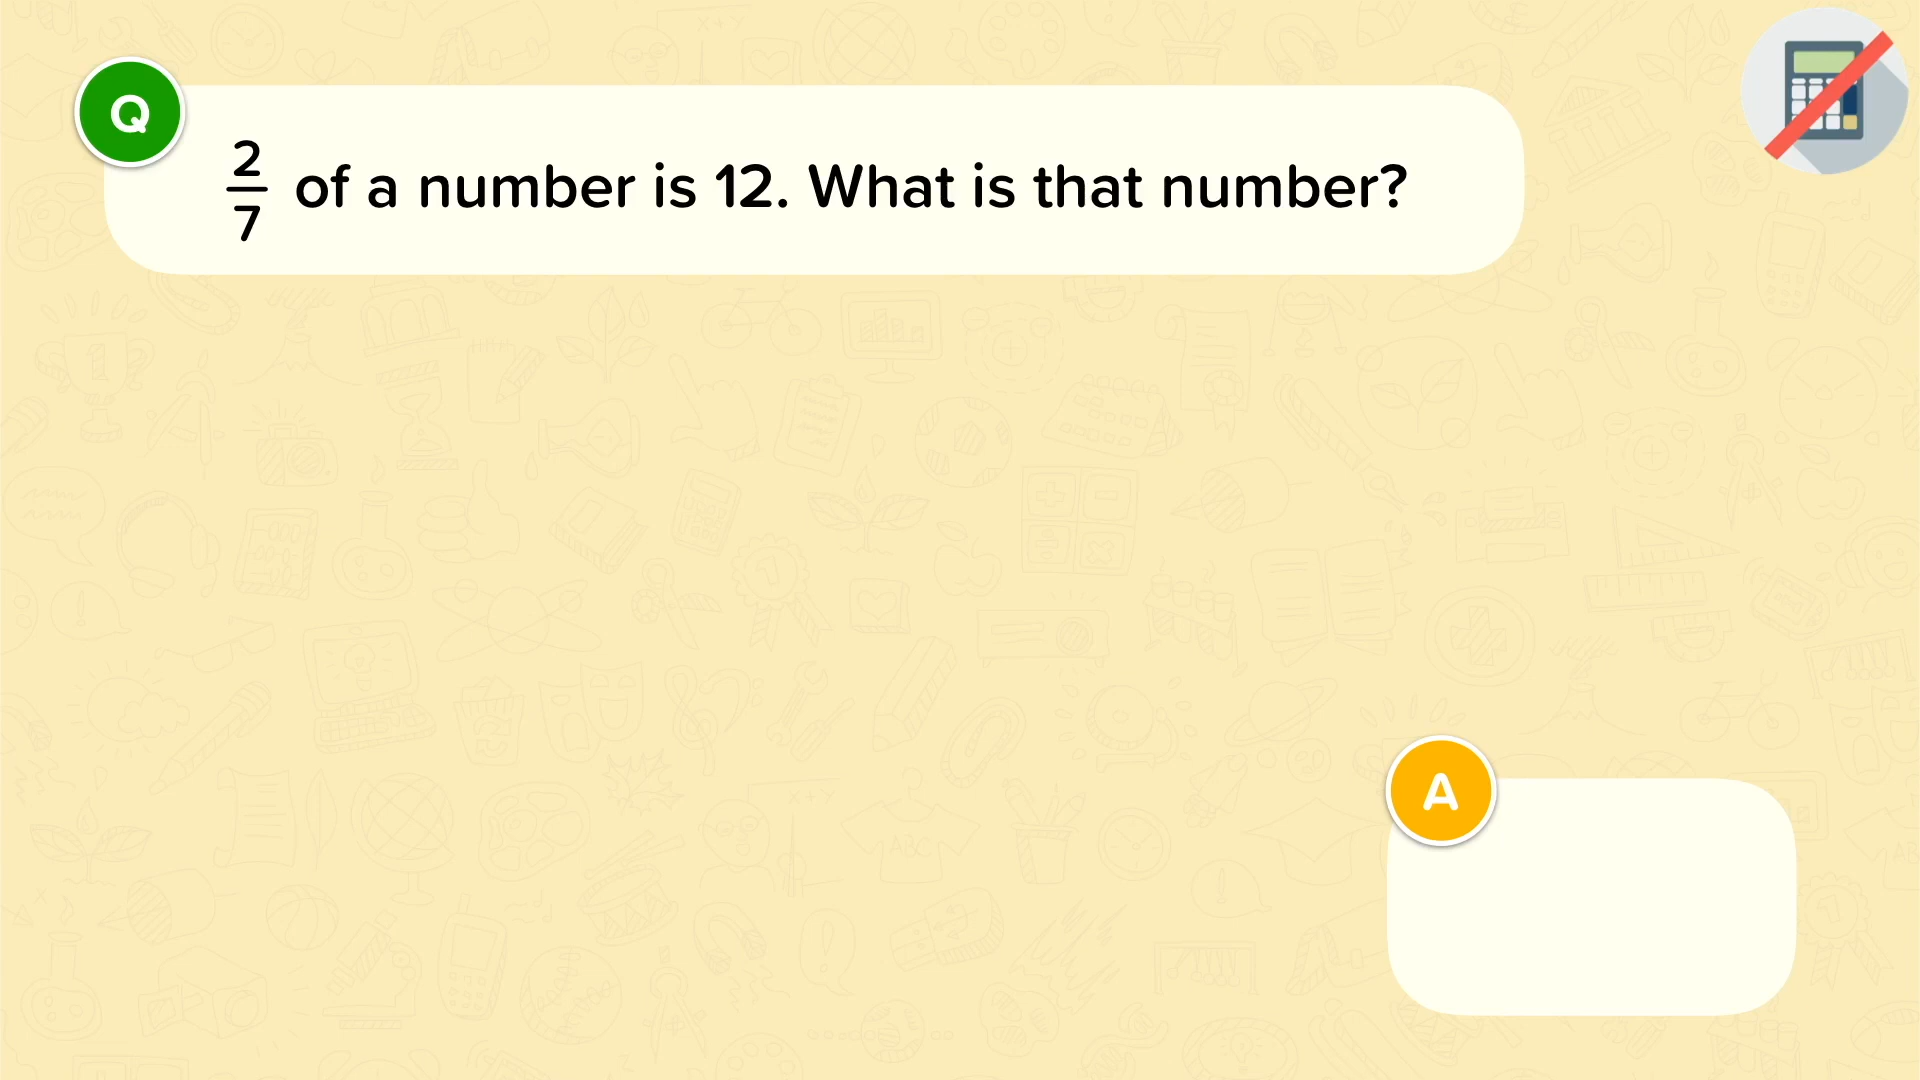 Q
2/7 of a number is 12. What is that number?
A